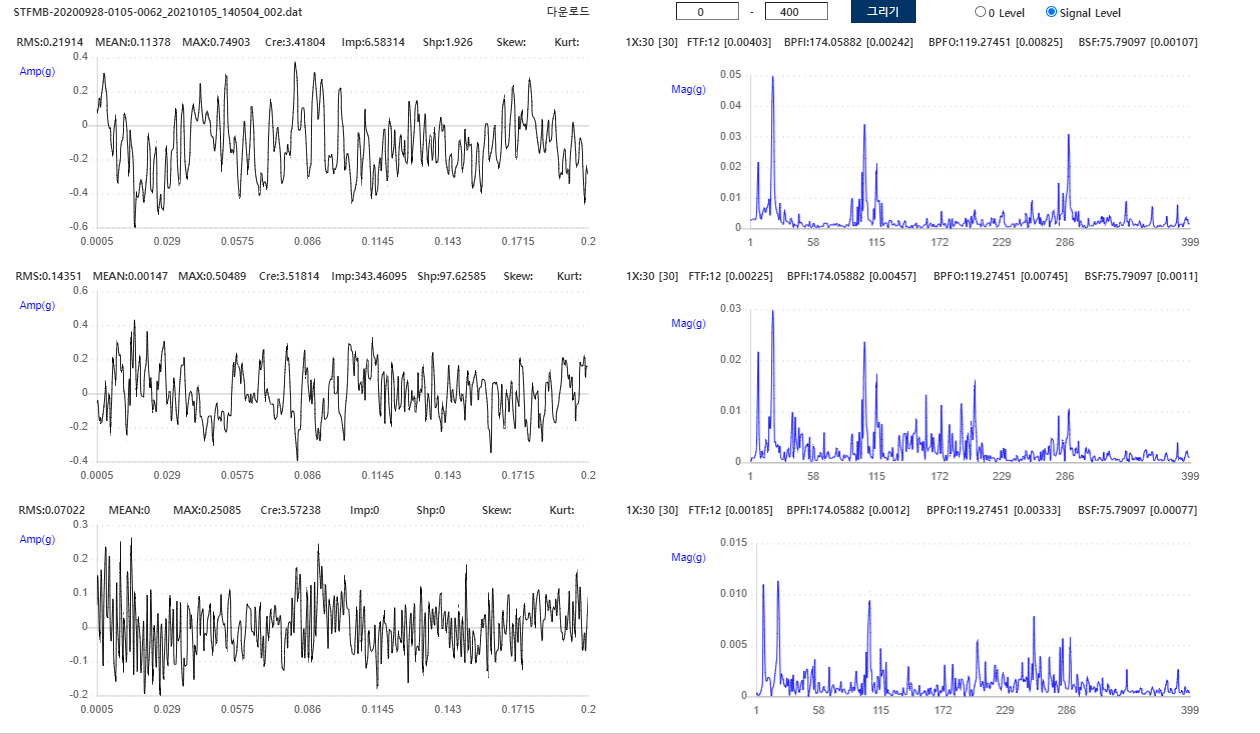 STFMB-20200928-0105-0062_20210105_140504_002.dat 다운로드 0 - 400 그리기 0 Level Signal Level
RMS:0.21914 MEAN:0.11378 MAX:0.74903 Cre:3.41804 Imp:6.58314 Shp:1.926 Skew: Kurt:
Amp(g)
0.4
0.2
0
-0.2
-0.4
-0.6
0.0005 0.029 0.0575 0.086 0.1145 0.143 0.1715 0.2
1X:30 [30] FTF:12 [0.00403] BPFI:174.05882 [0.00242] BPFO:119.27451 [0.00825] BSF:75.79097 [0.00107]
Mag(g)
0.05
0.04
0.03
0.02
0.01
0
1 58 115 172 229 286 399
RMS:0.14351 MEAN:0.00147 MAX:0.50489 Cre:3.51814 Imp:343.46095 Shp:97.62585 Skew: Kurt:
Amp(g)
0.6
0.4
0.2
0
-0.2
-0.4
0.0005 0.029 0.0575 0.086 0.1145 0.143 0.1715 0.2
1X:30 [30] FTF:12 [0.00225] BPFI:174.05882 [0.00457] BPFO:119.27451 [0.00745] BSF:75.79097 [0.0011]
Mag(g)
0.03
0.02
0.01
0
1 58 115 172 229 286 399
RMS:0.07022 MEAN:0 MAX:0.25085 Cre:3.57238 Imp:0 Shp:0 Skew: Kurt:
Amp(g)
0.3
0.2
0.1
0
-0.1
-0.2
0.0005 0.029 0.0575 0.086 0.1145 0.143 0.1715 0.2
1X:30 [30] FTF:12 [0.00185] BPFI:174.05882 [0.0012] BPFO:119.27451 [0.00333] BSF:75.79097 [0.00077]
Mag(g)
0.015
0.010
0.005
0
1 58 115 172 229 286 399